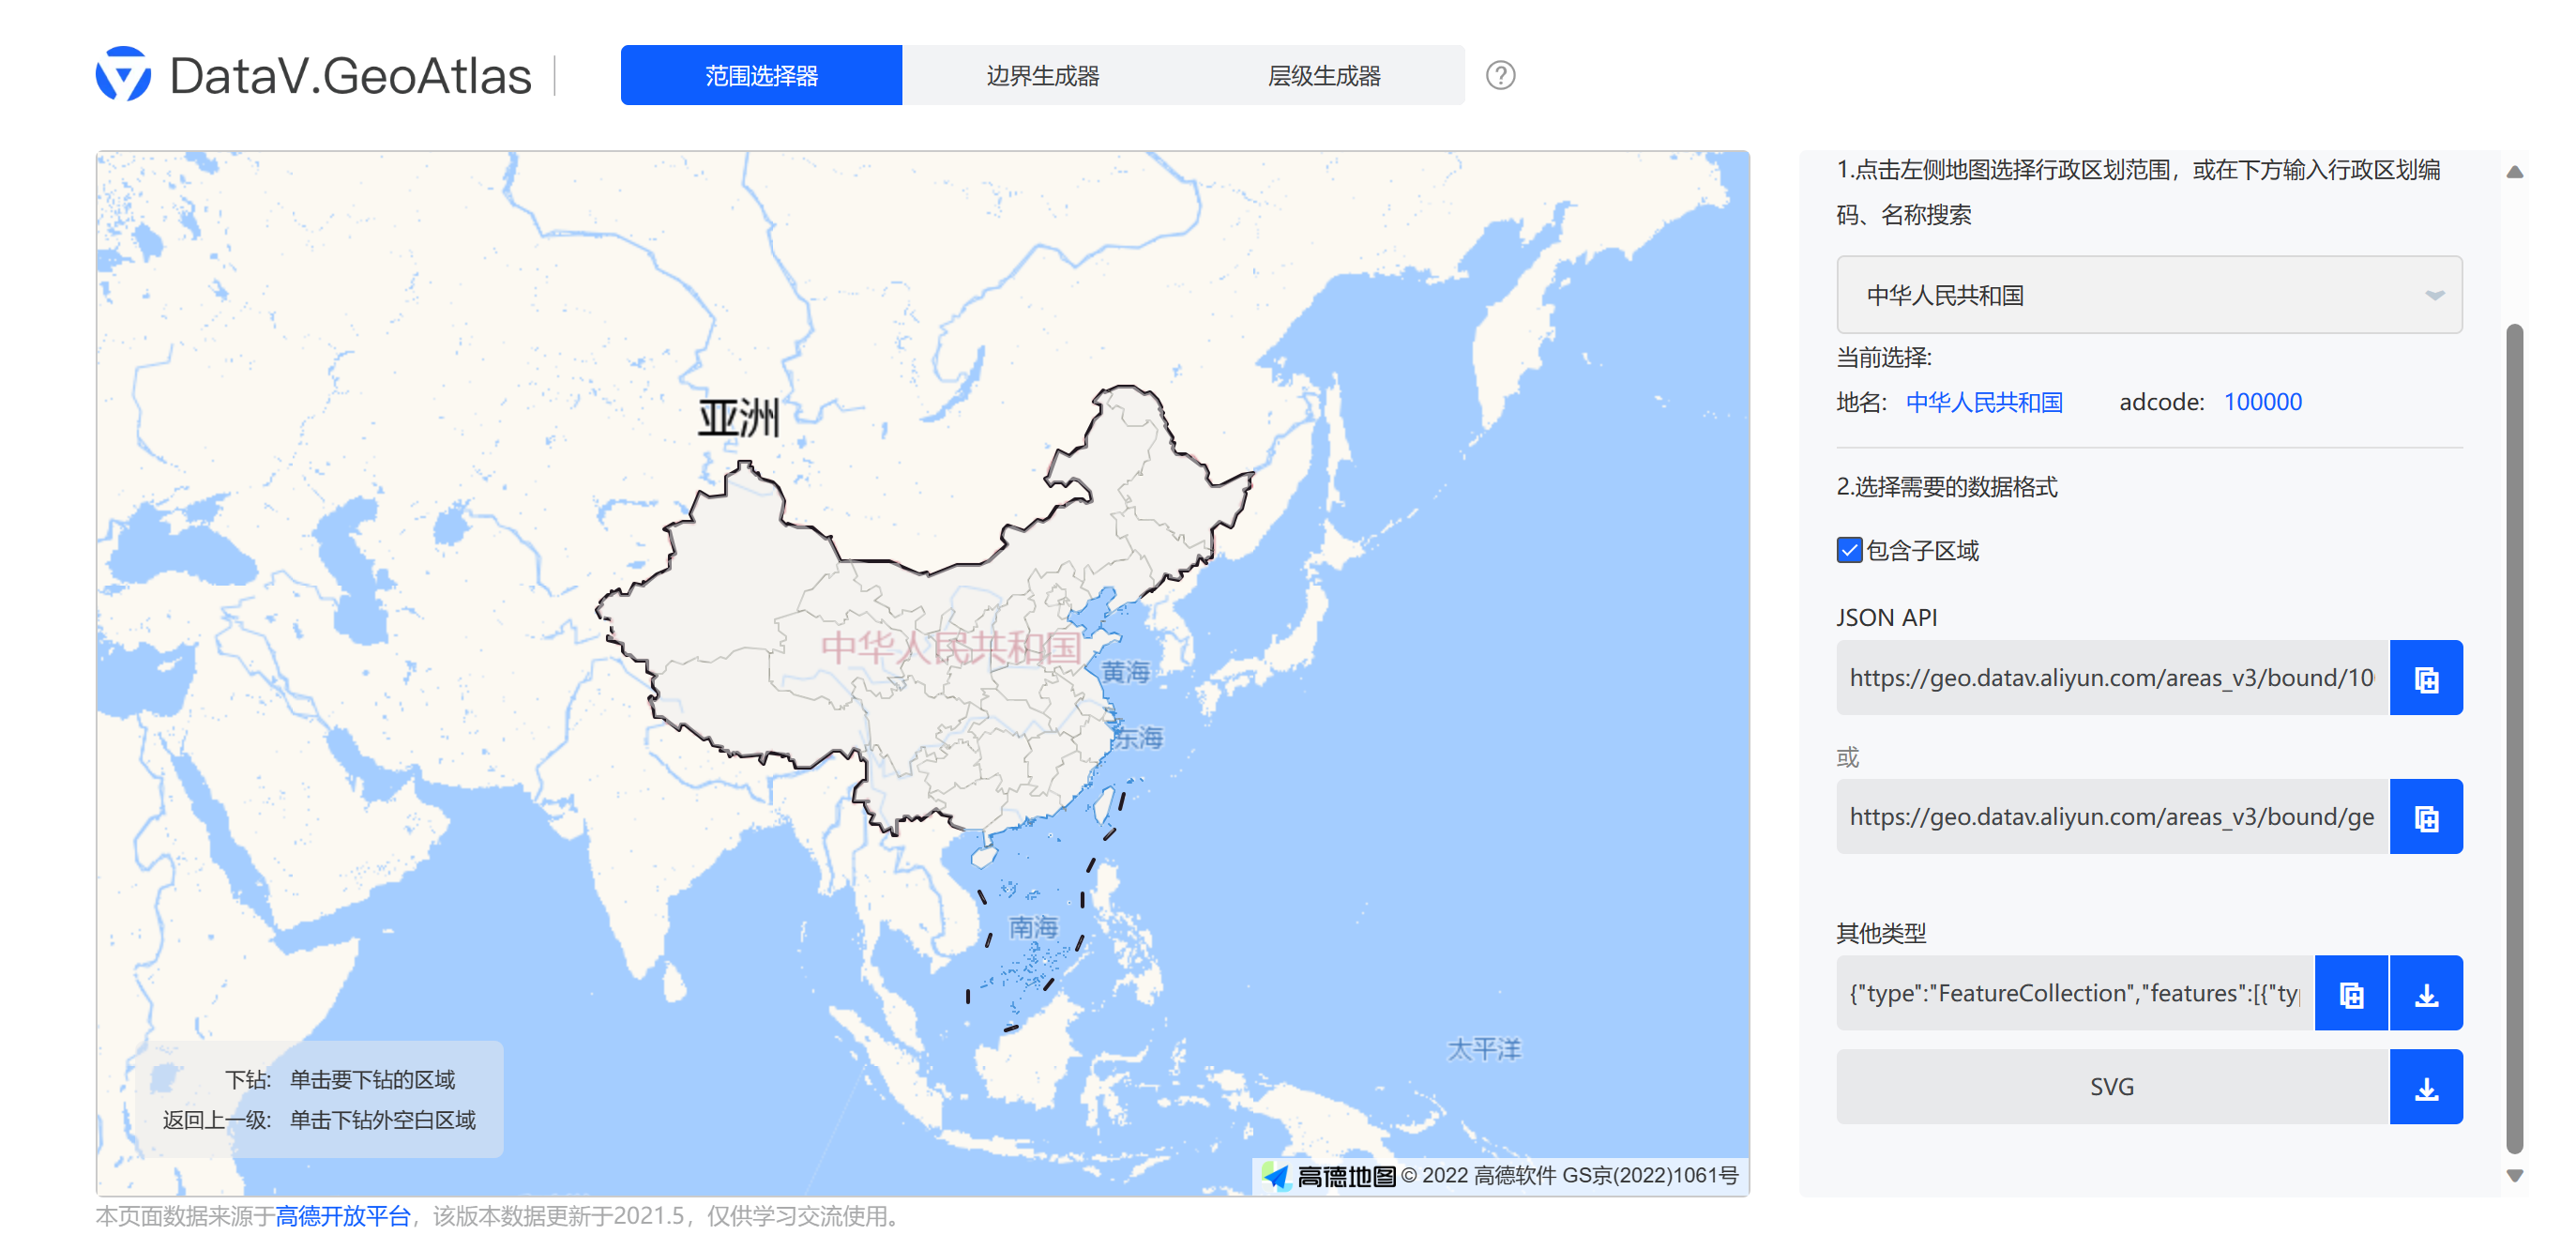 DataV.GeoAtlas
范围选择器
边界生成器
层级生成器
?
亚洲
中华人民共和国
黄海
东海
南海
太平洋
下钻: 单击要下钻的区域
返回上一级: 单击下钻外空白区域
高德地图 © 2022 高德软件 GS京(2022)1061号
本页面数据来源于高德开放平台，该版本数据更新于2021.5，仅供学习交流使用。
1.点击左侧地图选择行政区划范围，或在下方输入行政区划编
码、名称搜索
中华人民共和国
当前选择:
地名: 中华人民共和国 adcode: 100000
2.选择需要的数据格式
包含子区域
JSON API
https://geo.datav.aliyun.com/areas_v3/bound/10
或
https://geo.datav.aliyun.com/areas_v3/bound/ge
其他类型
{"type":"FeatureCollection","features":[{"ty
SVG